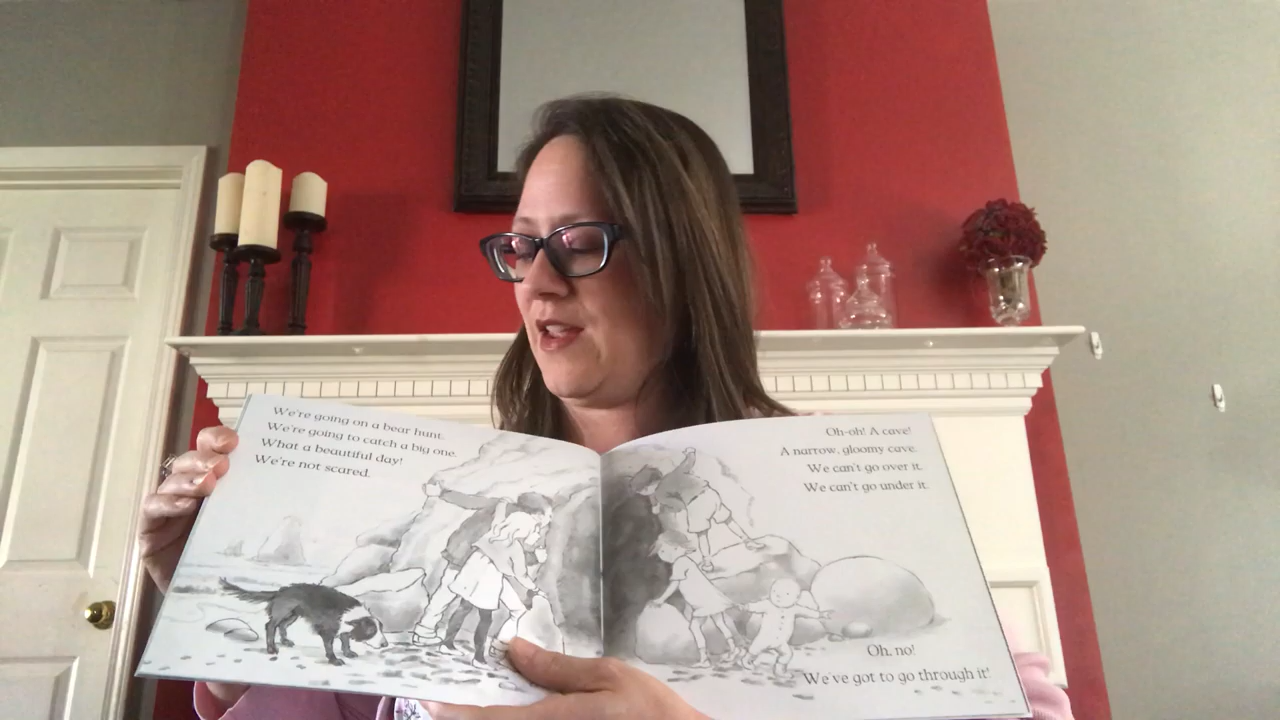 We're going on a bear hunt.
We're going to catch a big one.
What a beautiful day!
We're not scared.
Oh-oh! A cave!
A narrow, gloomy cave.
We can't go over it.
We can't go under it.
Oh, no!
We've got to go through it!